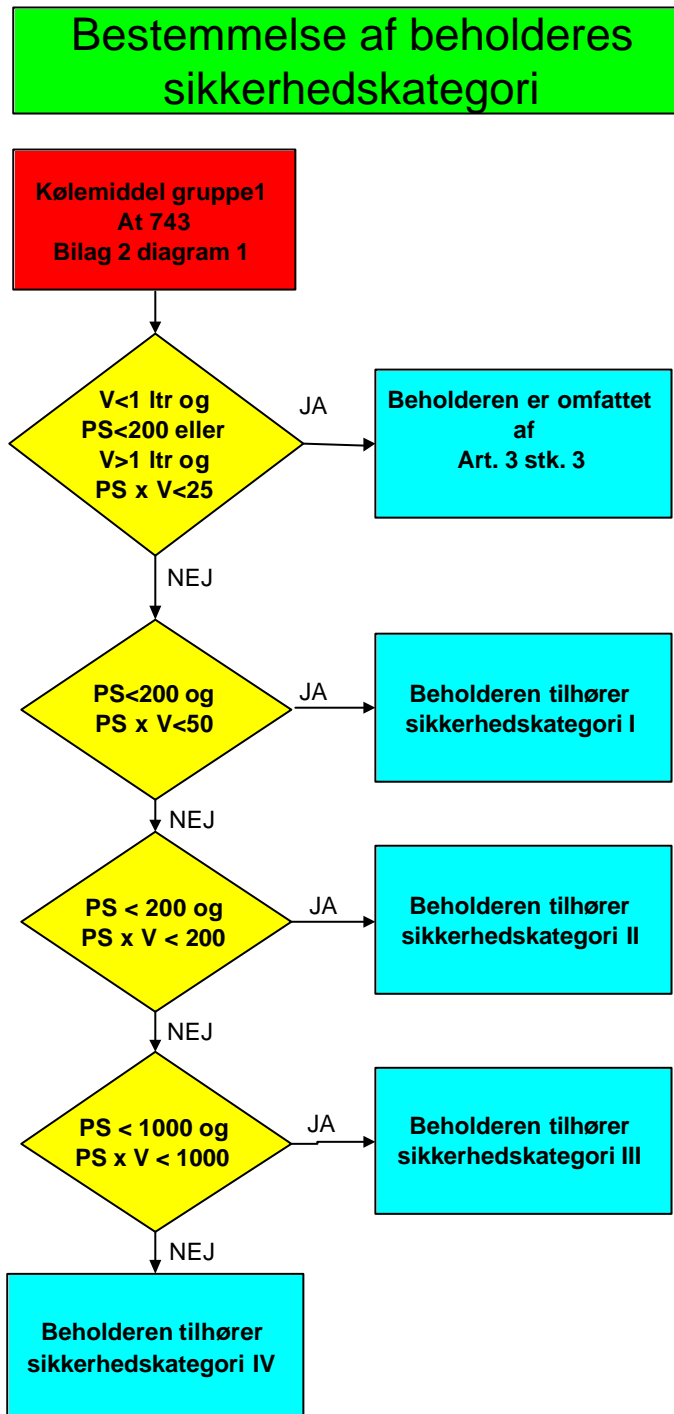 Bestemmelse af beholderes
sikkerhedskategori
Kølemiddel gruppe1
At 743
Bilag 2 diagram 1
V<1 ltr og
PS<200 eller
V>1 ltr og
PS x V<25
JA
Beholderen er omfattet
af
Art. 3 stk. 3
NEJ
PS<200 og
PS x V<50
JA
Beholderen tilhører
sikkerhedskategori I
NEJ
PS < 200 og
PS x V < 200
JA
Beholderen tilhører
sikkerhedskategori II
NEJ
PS < 1000 og
PS x V < 1000
JA
Beholderen tilhører
sikkerhedskategori III
NEJ
Beholderen tilhører
sikkerhedskategori IV